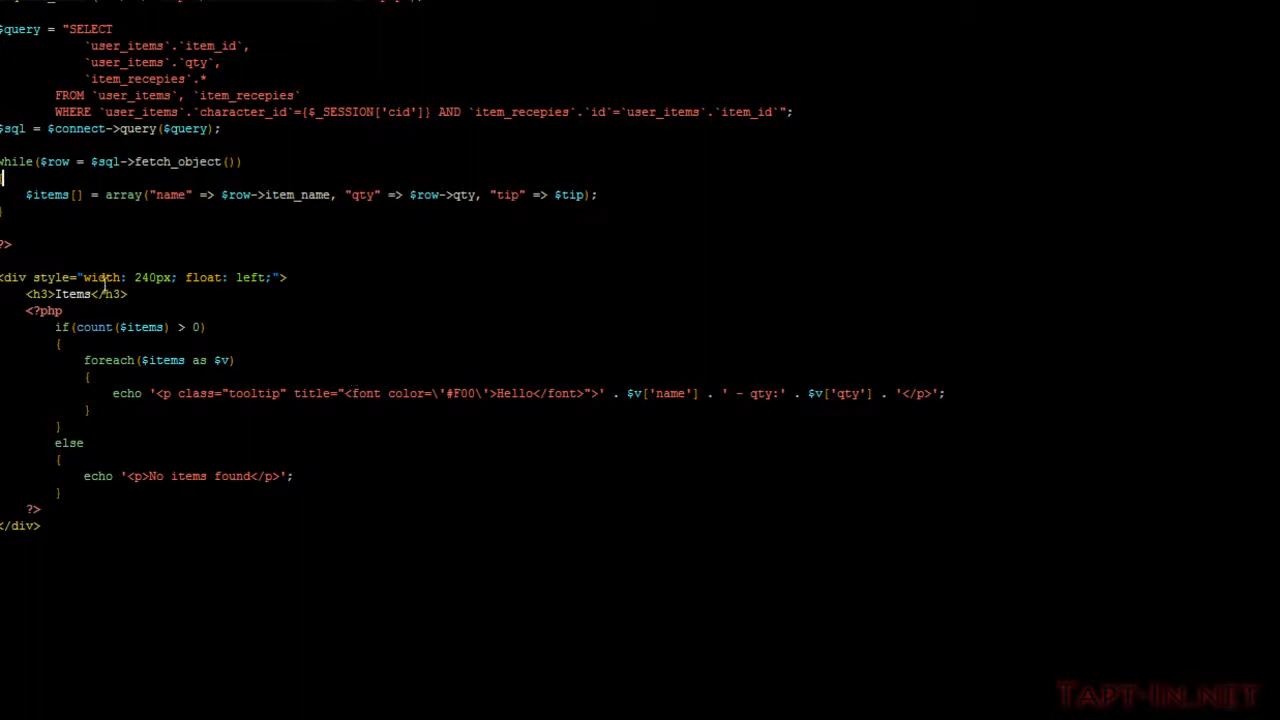 $query = "SELECT
`user_items`.`item_id`,
`user_items`.`qty`,
`item_recepies`.*
FROM `user_items`, `item_recepies`
WHERE `user_items`.`character_id`={$_SESSION['cid']} AND `item_recepies`.`id`=`user_items`.`item_id`";
$sql = $connect->query($query);
while($row = $sql->fetch_object())
$items[] = array("name" => $row->item_name, "qty" => $row->qty, "tip" => $tip);
}
?>
<div style="width: 240px; float: left;">
<h3>Items</h3>
<?php
if(count($items) > 0)
{
foreach($items as $v)
{
echo '<p class="tooltip" title="<font color=\'#F00\'>Hello</font>">' . $v['name'] . ' - qty:' . $v['qty'] . '</p>';
}
}
else
{
echo '<p>No items found</p>';
}
?>
</div>
Tapt-In.net